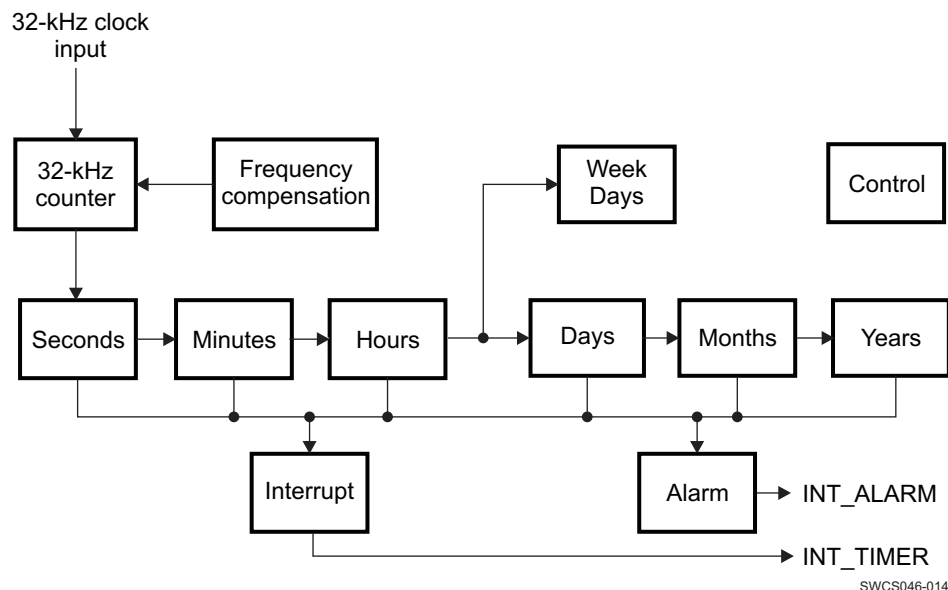 32-kHz clock
input
32-kHz
counter
Frequency
compensation
Week
Days
Control
Seconds
Minutes
Hours
Days
Months
Years
Interrupt
Alarm
INT_ALARM
INT_TIMER
SWCS046-014